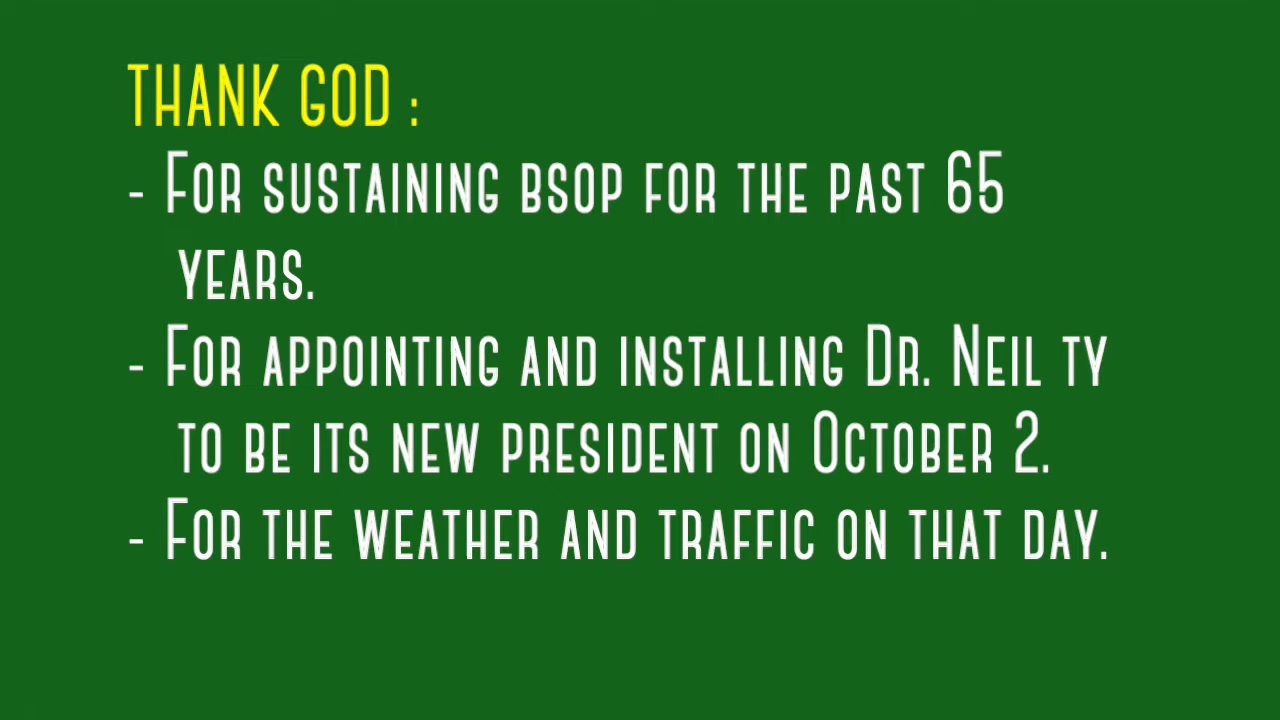 THANK GOD :
- For sustaining bsop for the past 65
years.
- For appointing and installing Dr. Neil ty
to be its new president on October 2.
- For the weather and traffic on that day.